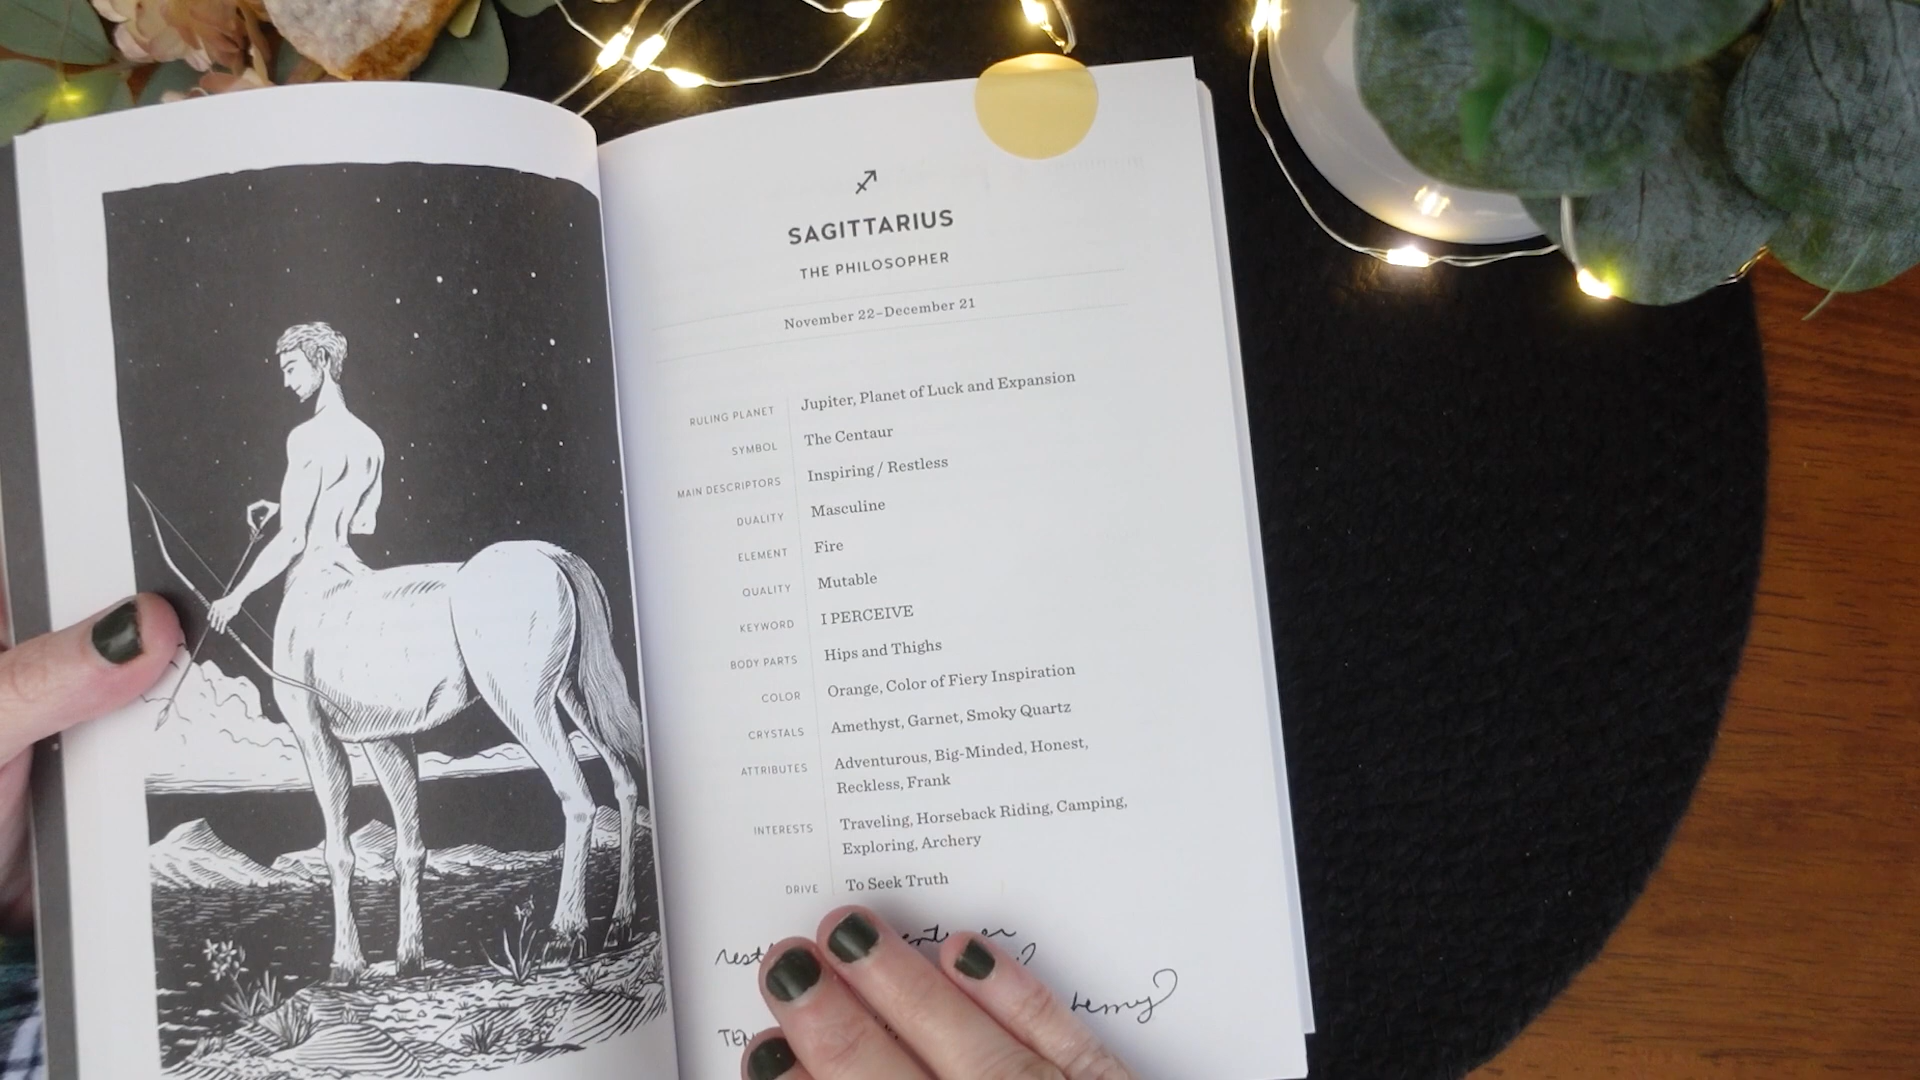 SAGITTARIUS
THE PHILOSOPHER
November 22–December 21
RULING PLANET Jupiter, Planet of Luck and Expansion
SYMBOL The Centaur
MAIN DESCRIPTORS Inspiring / Restless
DUALITY Masculine
ELEMENT Fire
QUALITY Mutable
KEYWORD I PERCEIVE
BODY PARTS Hips and Thighs
COLOR Orange, Color of Fiery Inspiration
CRYSTALS Amethyst, Garnet, Smoky Quartz
ATTRIBUTES Adventurous, Big-Minded, Honest,
Reckless, Frank
INTERESTS Traveling, Horseback Riding, Camping,
Exploring, Archery
DRIVE To Seek Truth